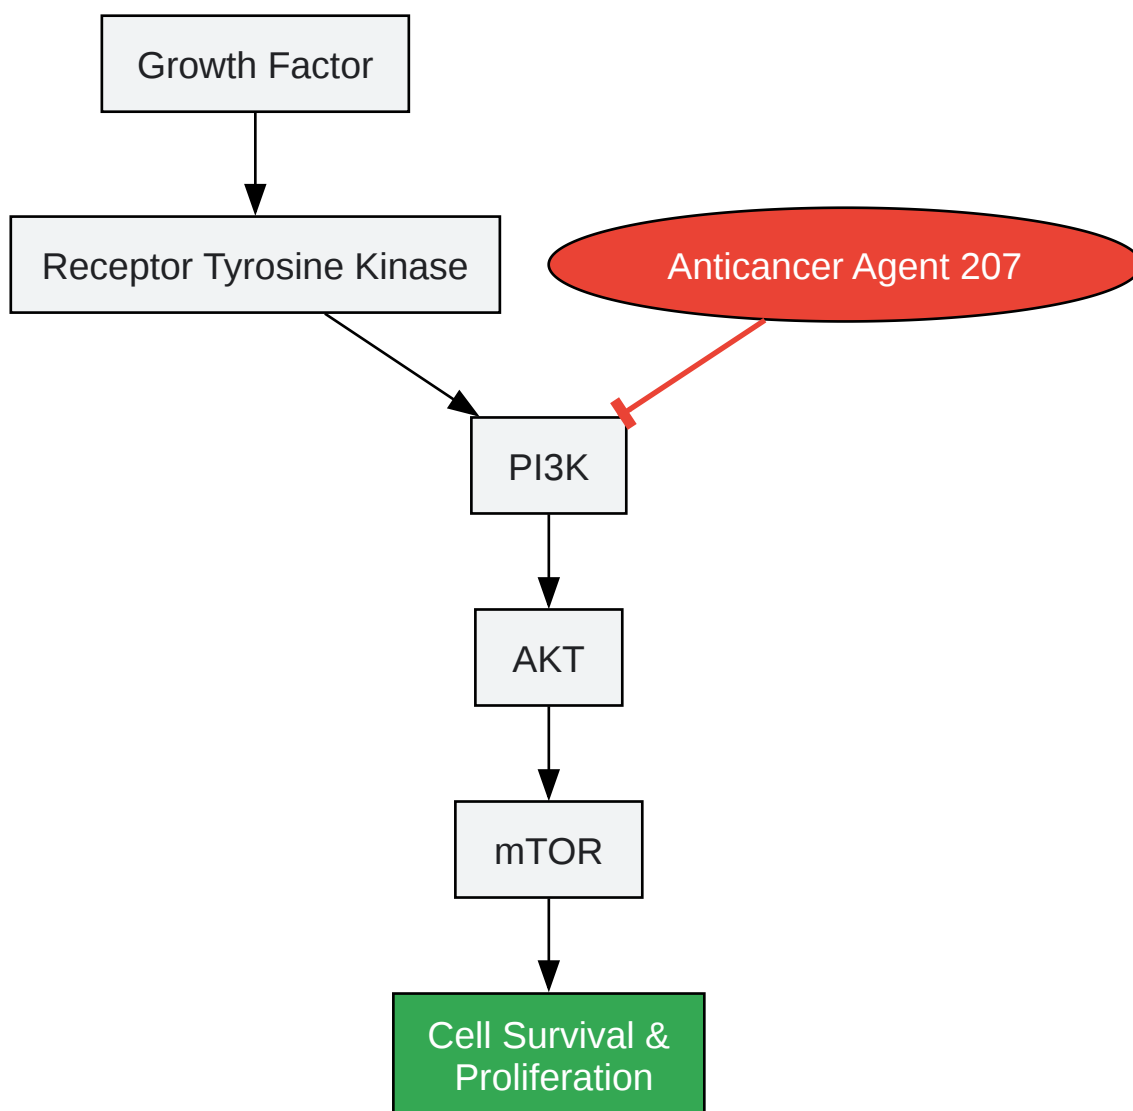 Growth Factor
Receptor Tyrosine Kinase
Anticancer Agent 207
PI3K
AKT
mTOR
Cell Survival &
Proliferation